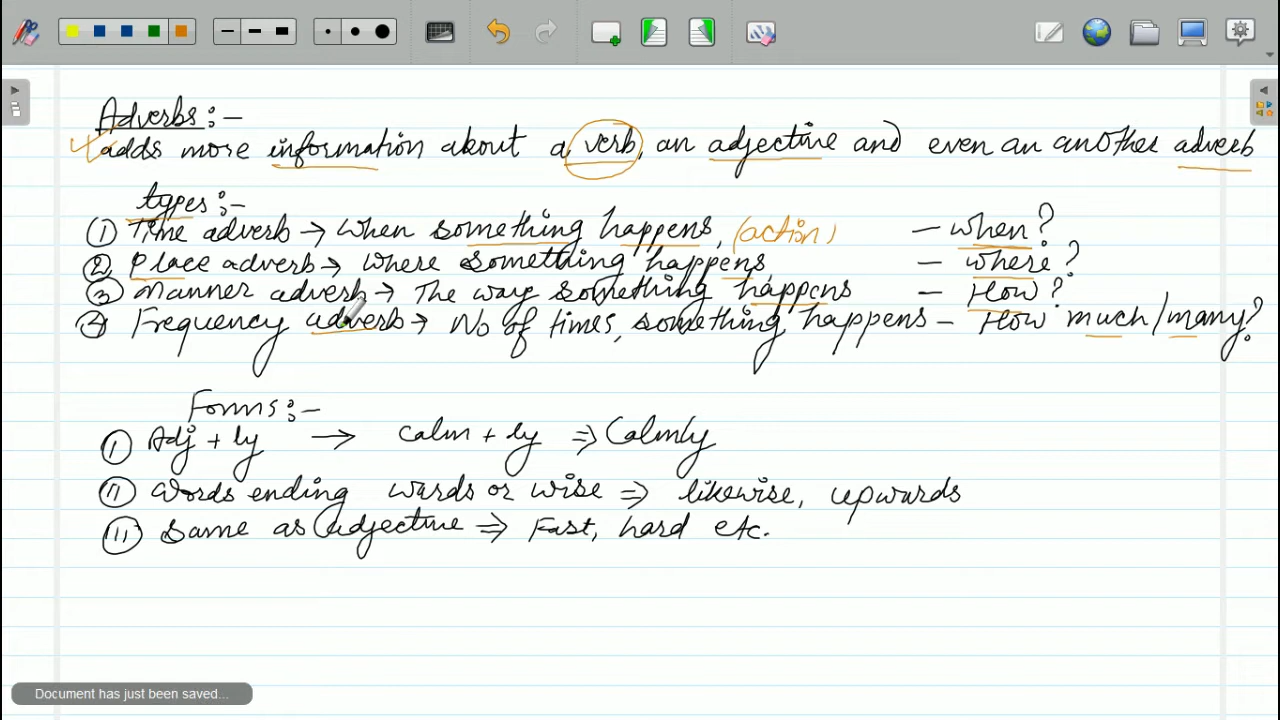 Adverbs :-
adds more information about a verb, an adjective and even an another adverb
types :-
① Time adverb → when something happens, (action) - when?
② Place adverb → where something happens, - where?
③ Manner adverb → The way something happens - How?
④ Frequency adverb → No of times, something happens - How much/many?
Forms :-
Ⓘ Adj + ly → calm + ly ⇒ Calmly
Ⓘⓘ Words ending wards or wise ⇒ likewise, upwards
Ⓘⓘⓘ Same as adjective ⇒ Fast, hard etc.
Document has just been saved...